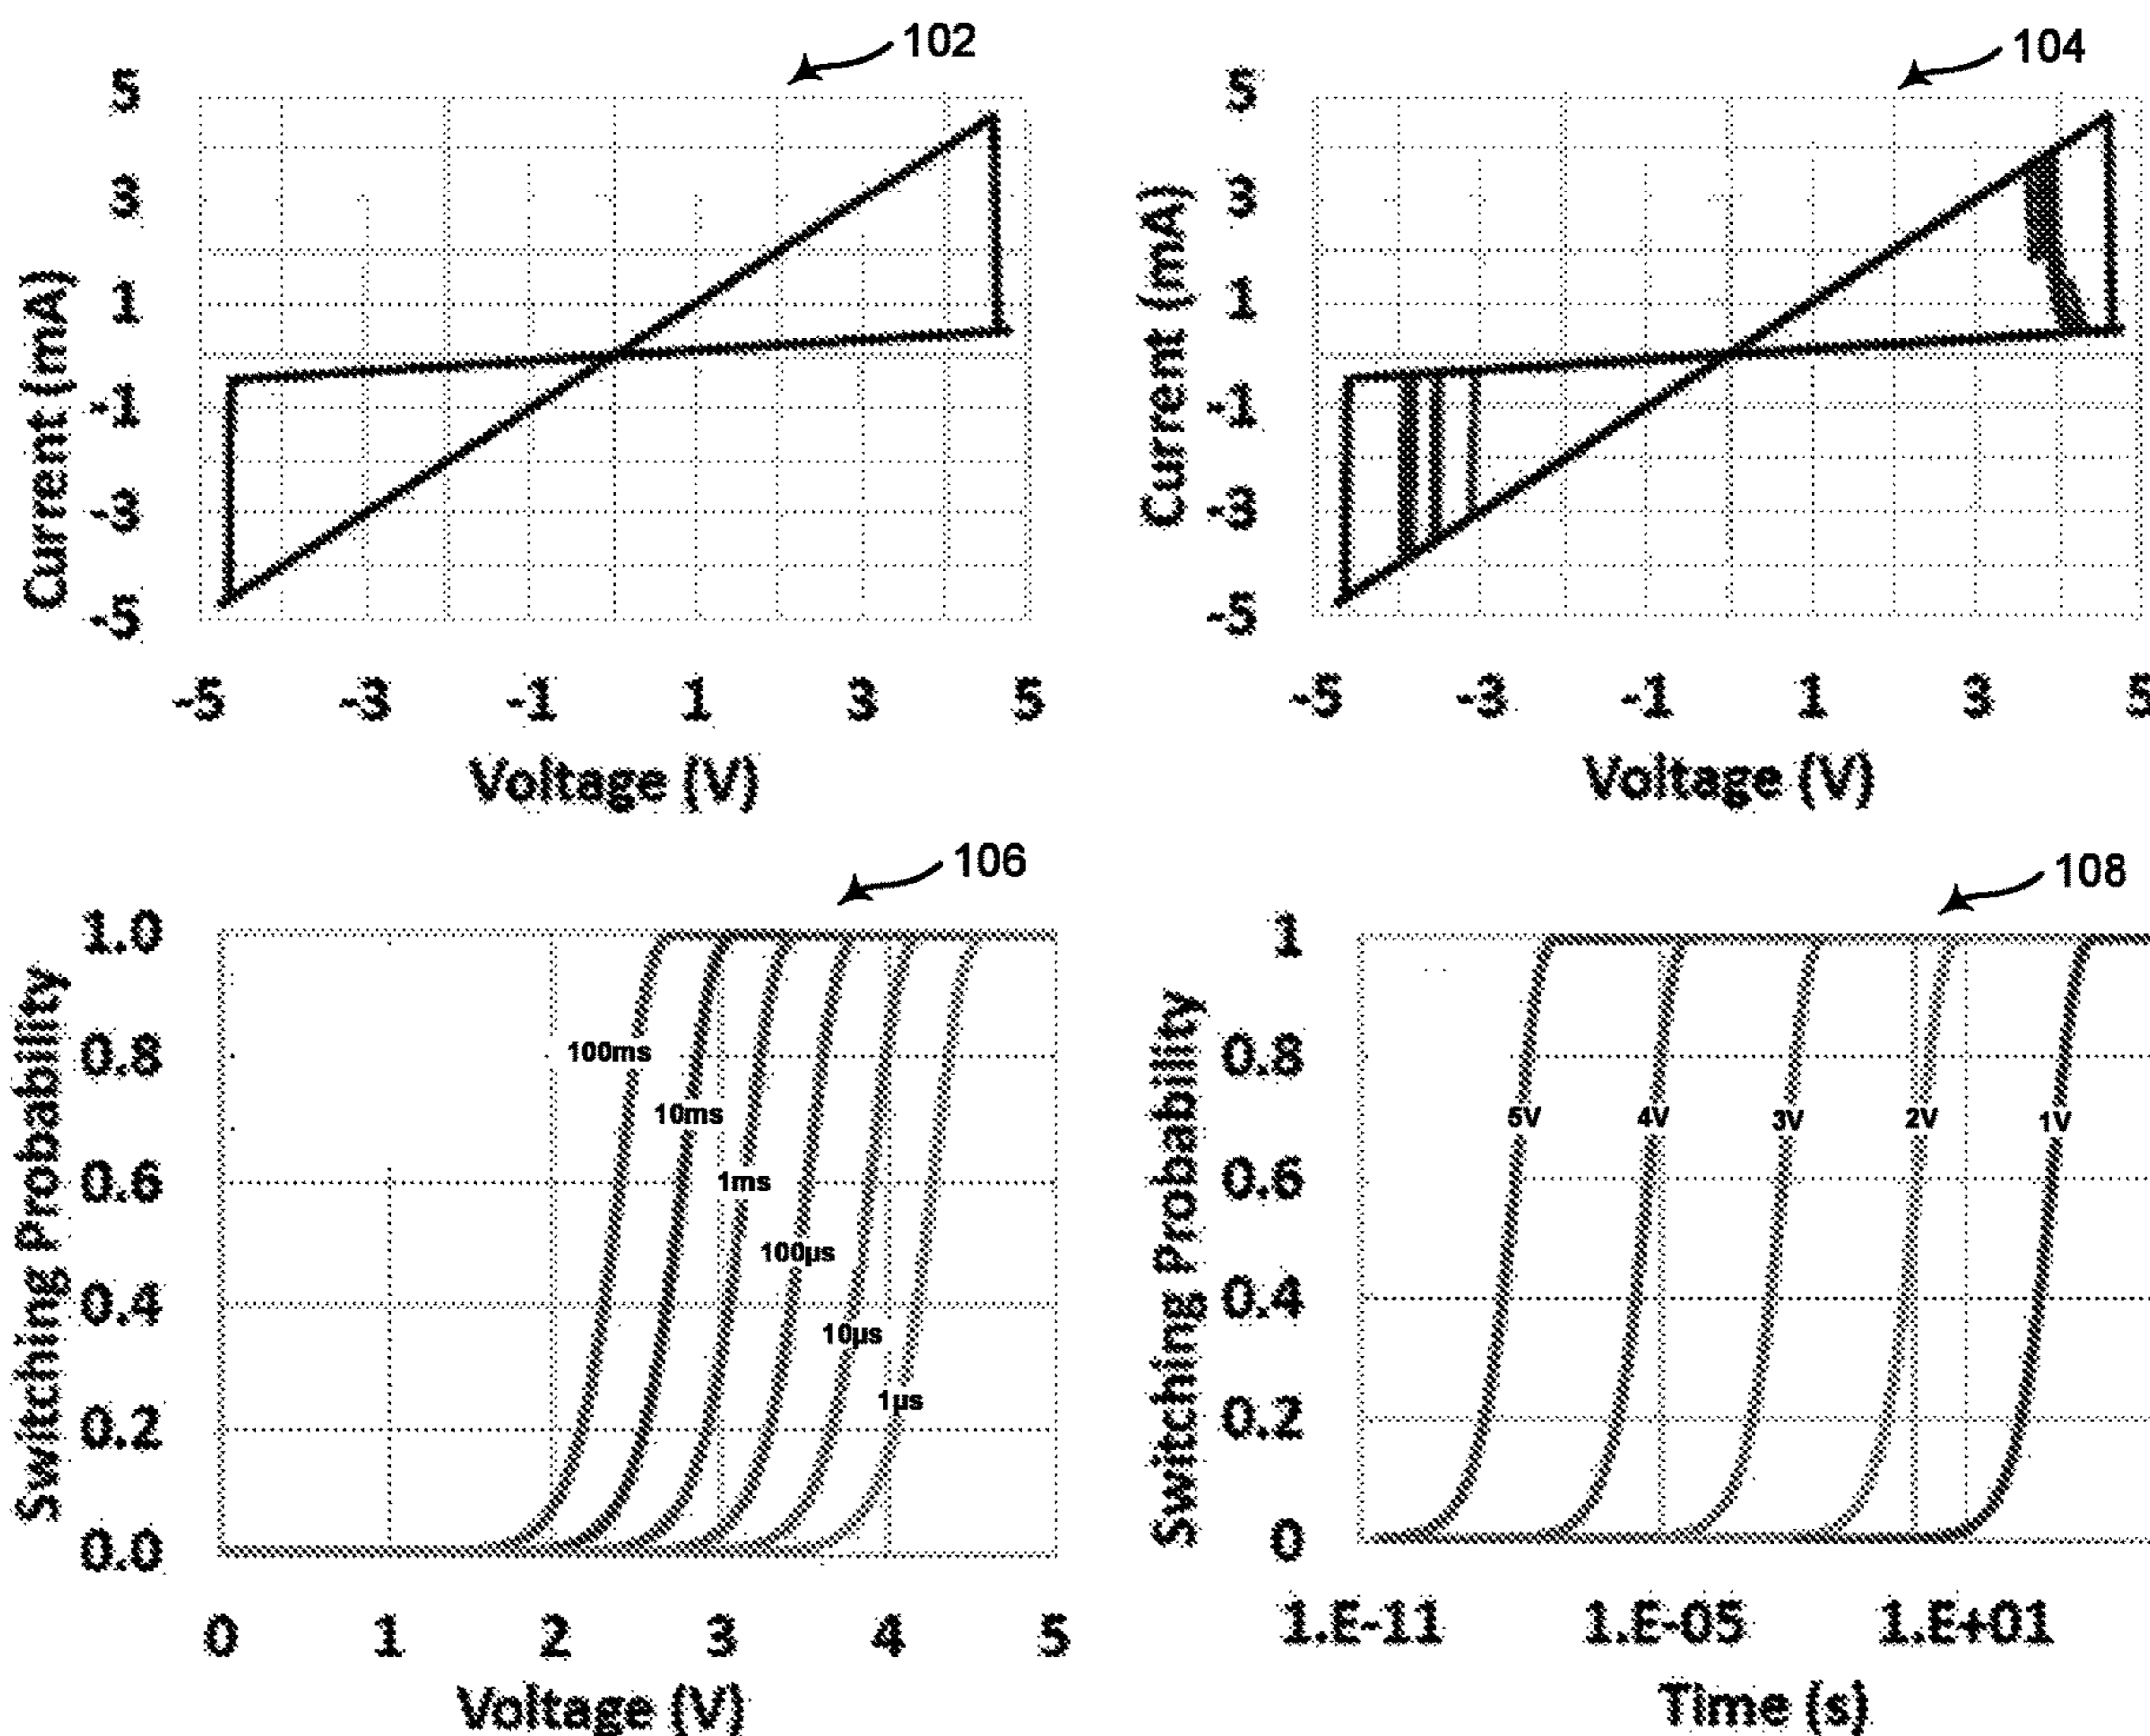 102
5
3
1
-1
-3
-5
Current (mA)
-5 -3 -1 1 3 5
Voltage (V)
104
5
3
1
-1
-3
-5
Current (mA)
-5 -3 -1 1 3 5
Voltage (V)
106
1.0
0.8
0.6
0.4
0.2
0.0
Switching Probability
100ms
10ms
1ms
100µs
10µs
1µs
0 1 2 3 4 5
Voltage (V)
108
1
0.8
0.6
0.4
0.2
0
Switching Probability
5V 4V 3V 2V 1V
1.E-11 1.E-05 1.E+01
Time (s)